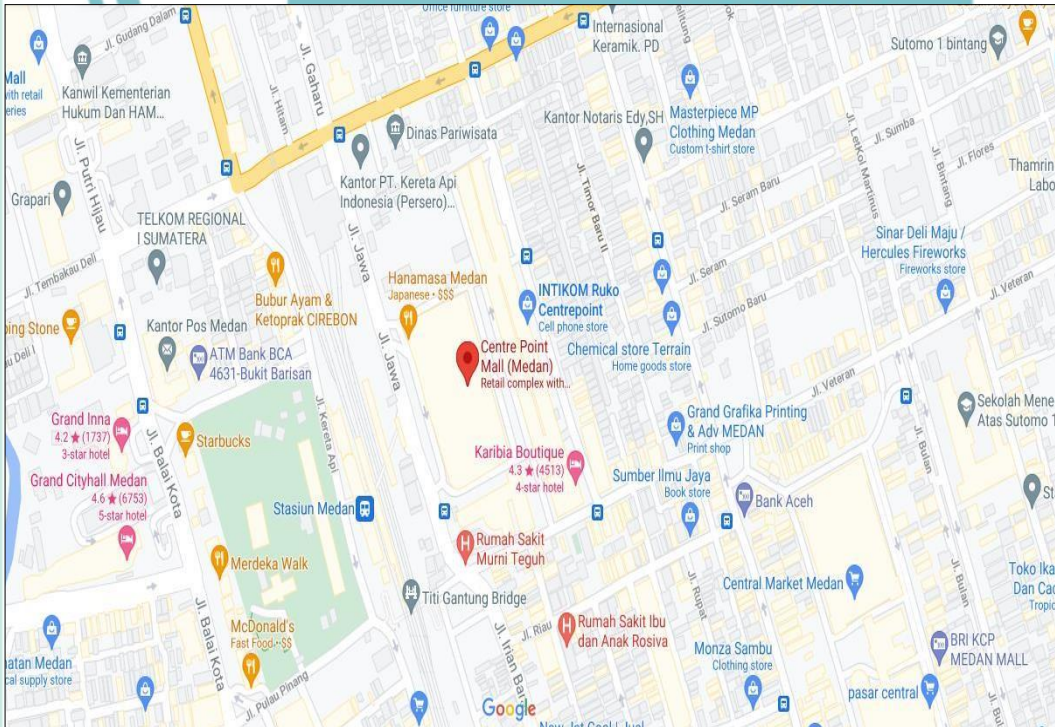 Office furniture store
Jl. Gudang Dalam
Mall
with retail
eries
Kanwil Kementerian
Hukum Dan HAM...
Jl. Hitam
Jl. Gaharu
Internasional
Keramik. PD
Sutomo 1 bintang
Dinas Pariwisata
Kantor Notaris Edy,SH
Masterpiece MP
Clothing Medan
Custom t-shirt store
Jl. LetKol Martinus
Jl. Sumba
Jl. Bintang
Jl. Flores
Thamrin
Labo
Jl. Putri Hijau
Grapari
Kantor PT. Kereta Api
Indonesia (Persero)...
Jl. Timor Baru II
Jl. Seram Baru
TELKOM REGIONAL
I SUMATERA
Jl. Jawa
Jl. Seram
Sinar Deli Maju /
Hercules Fireworks
Fireworks store
Jl. Tembakau Deli
Hanamasa Medan
Japanese · $$$
INTIKOM Ruko
Centrepoint
Cell phone store
Jl. Sutomo Baru
Jl. Veteran
Bubur Ayam &
Ketoprak CIREBON
ping Stone
Kantor Pos Medan
ATM Bank BCA
4631-Bukit Barisan
Jl. Jawa
Centre Point
Mall (Medan)
Retail complex with...
Chemical store Terrain
Home goods store
Jl. Veteran
Grand Inna
4.2 ★ (1737)
3-star hotel
Starbucks
Jl. Kereta Api
Grand Grafika Printing
& Adv MEDAN
Print shop
Sekolah Mene
Atas Sutomo 1
Jl. Balai Kota
Grand Cityhall Medan
4.6 ★ (6753)
5-star hotel
Karibia Boutique
4.3 ★ (4513)
4-star hotel
Sumber Ilmu Jaya
Book store
Jl. Bulan
Stasiun Medan
Bank Aceh
Rumah Sakit
Murni Teguh
Merdeka Walk
Titi Gantung Bridge
Central Market Medan
Jl. Bulan
Toko Ika
Dan Cac
Tropic
Jl. Balai Kota
McDonald's
Fast Food · $$
Jl. Riau
Rumah Sakit Ibu
dan Anak Rosiva
Jl. Rupat
Monza Sambu
Clothing store
BRI KCP
MEDAN MALL
Jl. Pulau Pinang
Google
pasar central